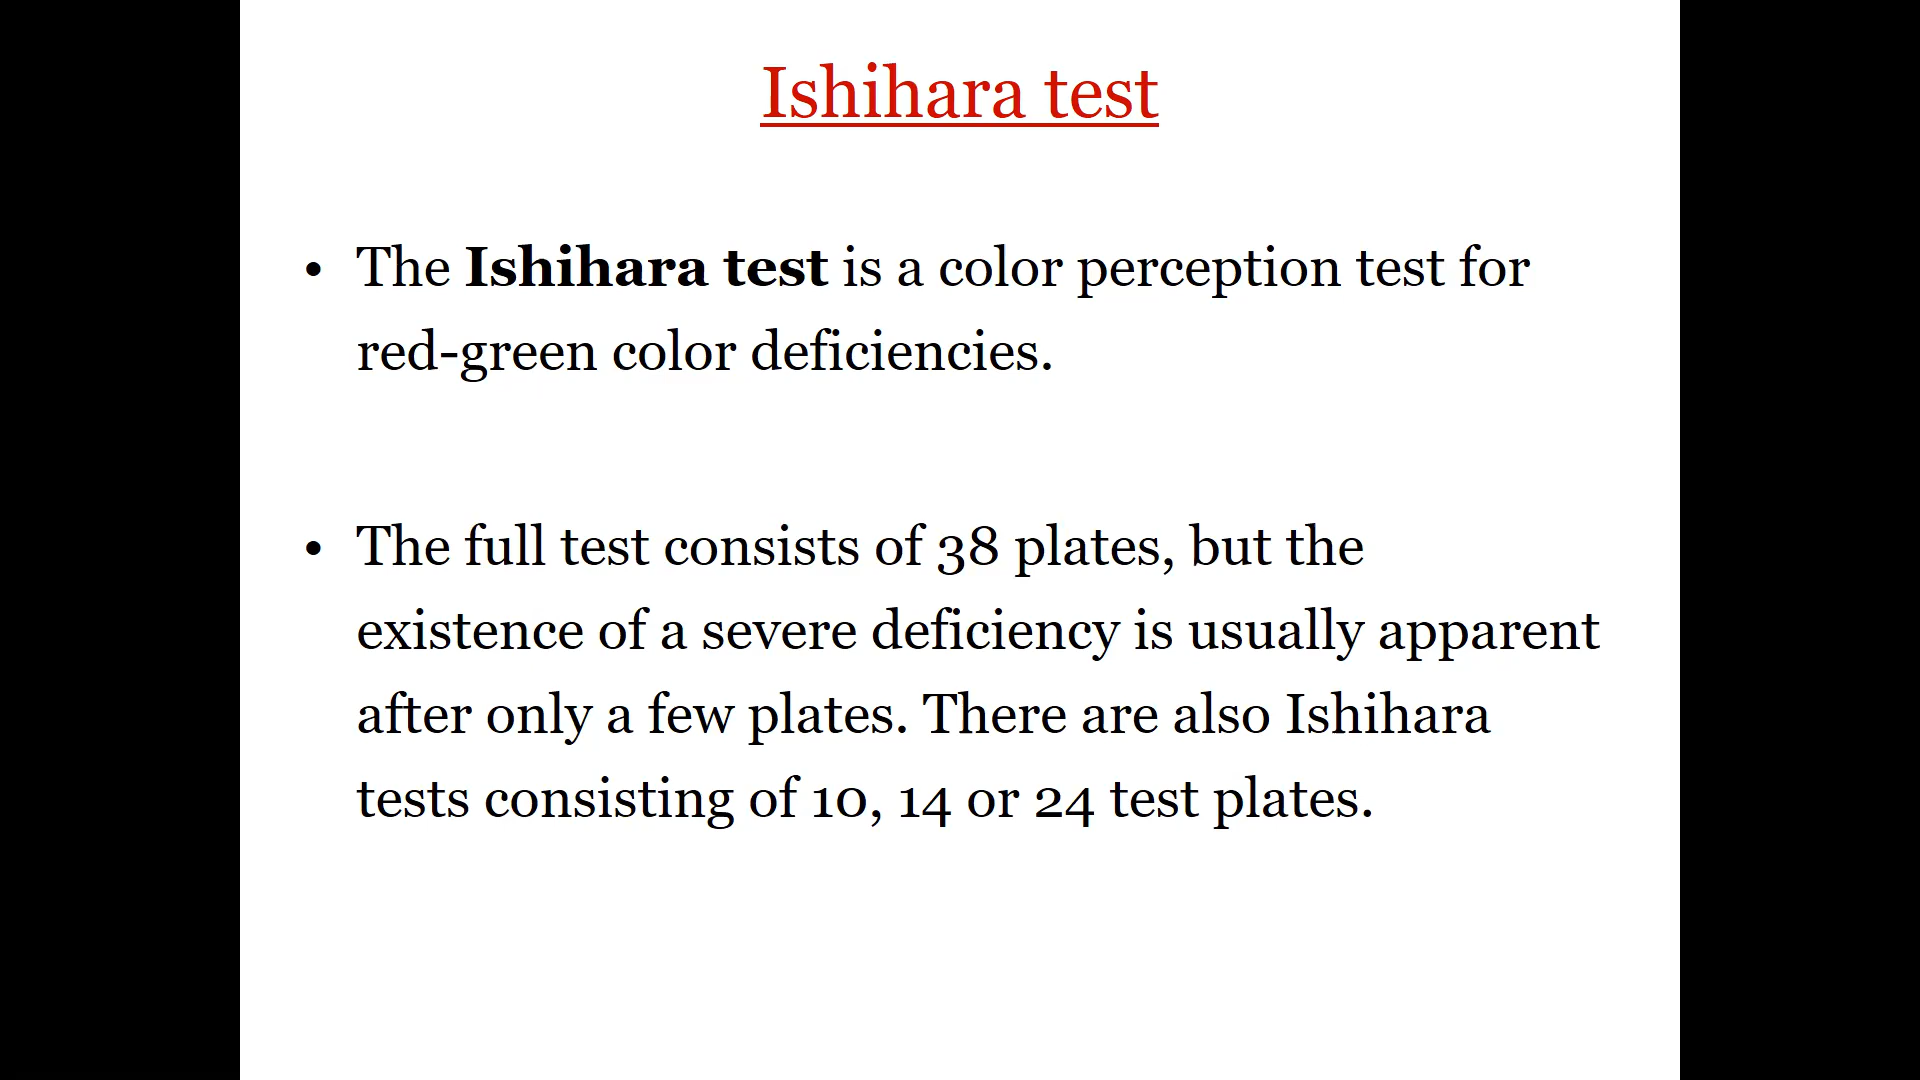 Ishihara test
• The Ishihara test is a color perception test for
red-green color deficiencies.
• The full test consists of 38 plates, but the
existence of a severe deficiency is usually apparent
after only a few plates. There are also Ishihara
tests consisting of 10, 14 or 24 test plates.